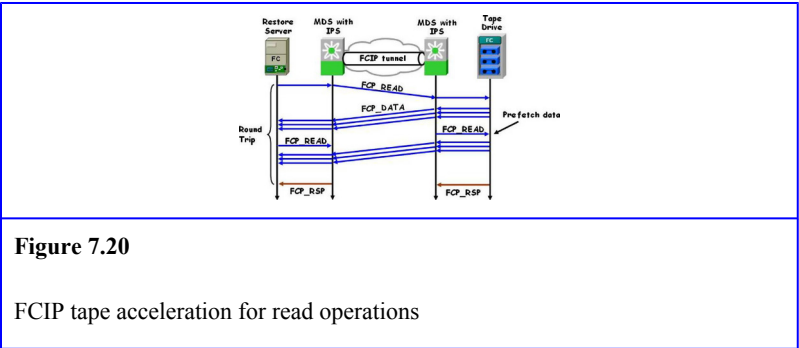 Restore Server
MDS with IPS
MDS with IPS
Tape Drive
FC
FC
FCIP tunnel
FCP_READ
FCP_DATA
Prefetch data
Round Trip
FCP_READ
FCP_READ
FCP_RSP
FCP_RSP
Figure 7.20
FCIP tape acceleration for read operations